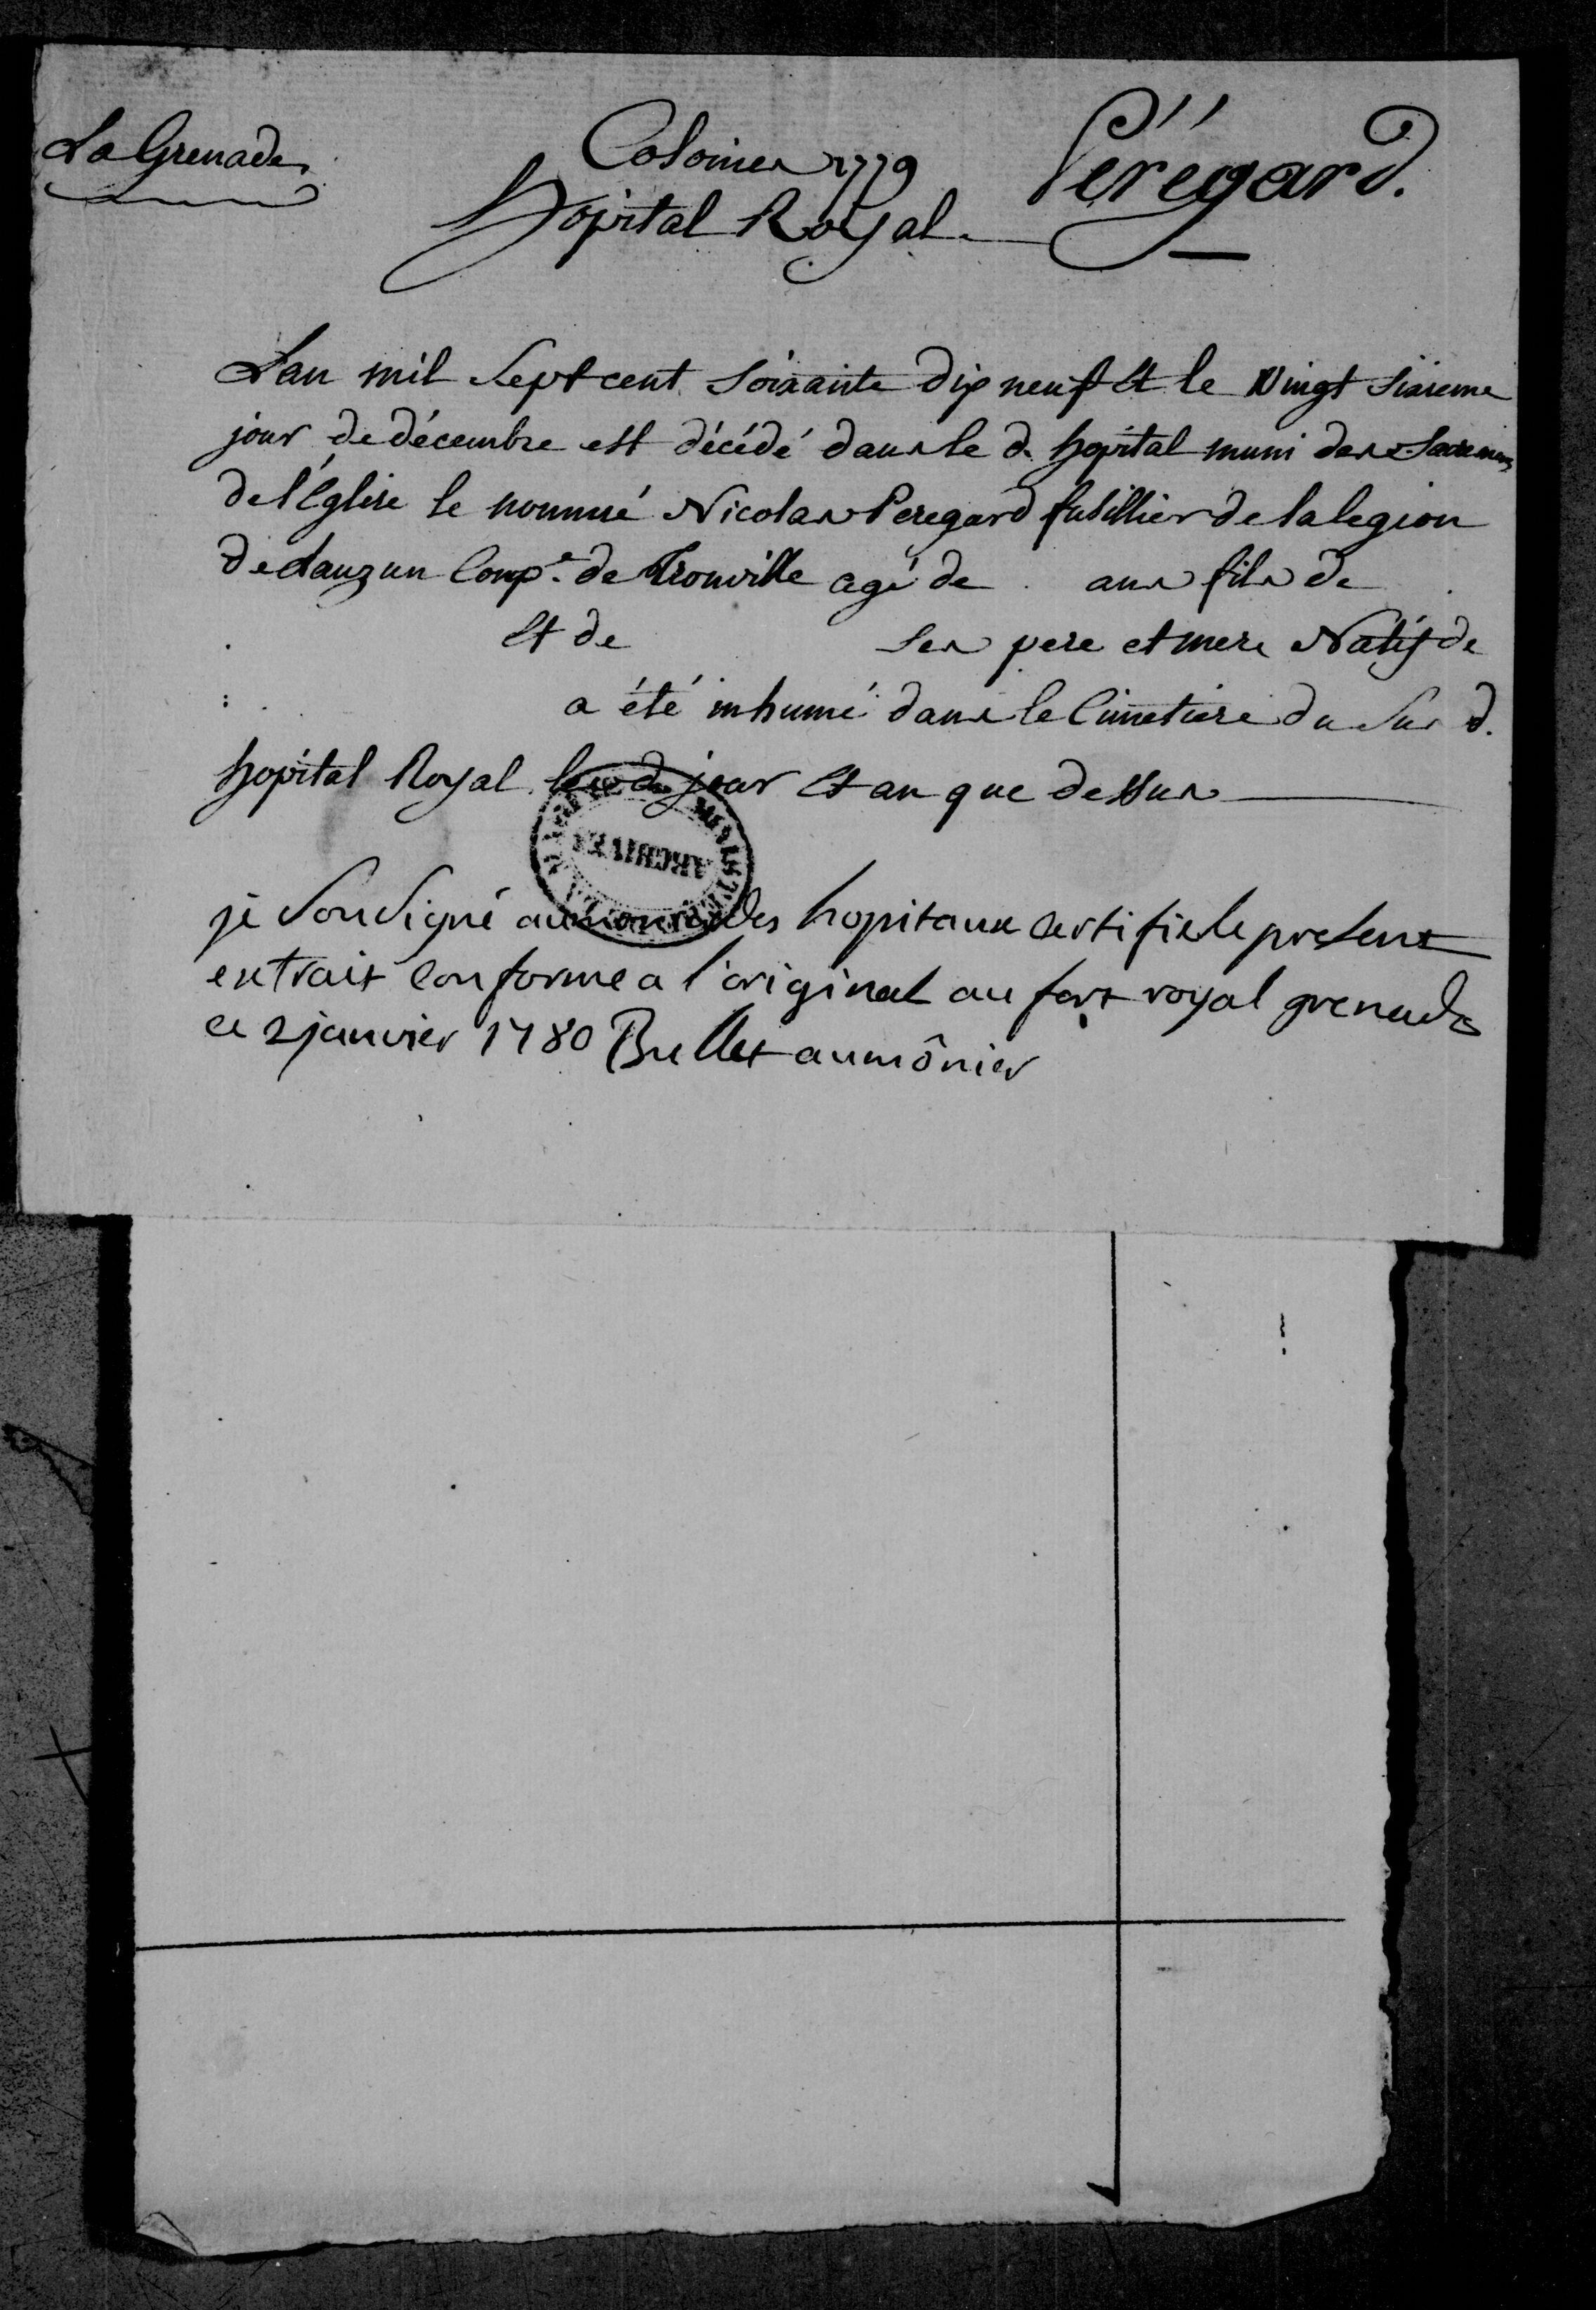 La Grenade
Colonies 1779
Péregard.
hôpital Royal
L'an mil sept cent soixante dix neuf et le vingt sixieme
jour de décembre est décédé dans le d. hopital muni des sacremens
de l'Eglise le nommé Nicolas Peregard fusillier de la legion
de Lauzun Comp.e de Trouville agé de ans fils de
et de ses pere et mere Natif de
a été inhumé dans le Cimetiere du sus d.
hopital Royal les d. jour et an que dessus
je soussigné aumonier des hopitaux certifie le present
extrait conforme a l'original au fort royal grenade
ce 2 janvier 1780 Bullet aumônier
ARCHIVES